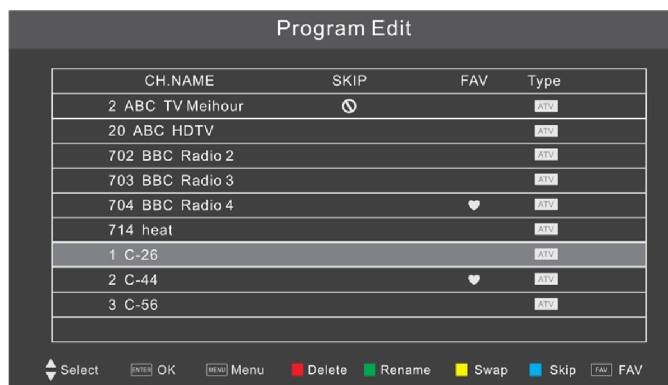 Program Edit
CH.NAME SKIP FAV Type
2 ABC TV Meihour ATV
20 ABC HDTV ATV
702 BBC Radio 2 ATV
703 BBC Radio 3 ATV
704 BBC Radio 4 ATV
714 heat ATV
1 C-26 ATV
2 C-44 ATV
3 C-56 ATV
Select ENTER OK MENU Menu Delete Rename Swap Skip FAV FAV